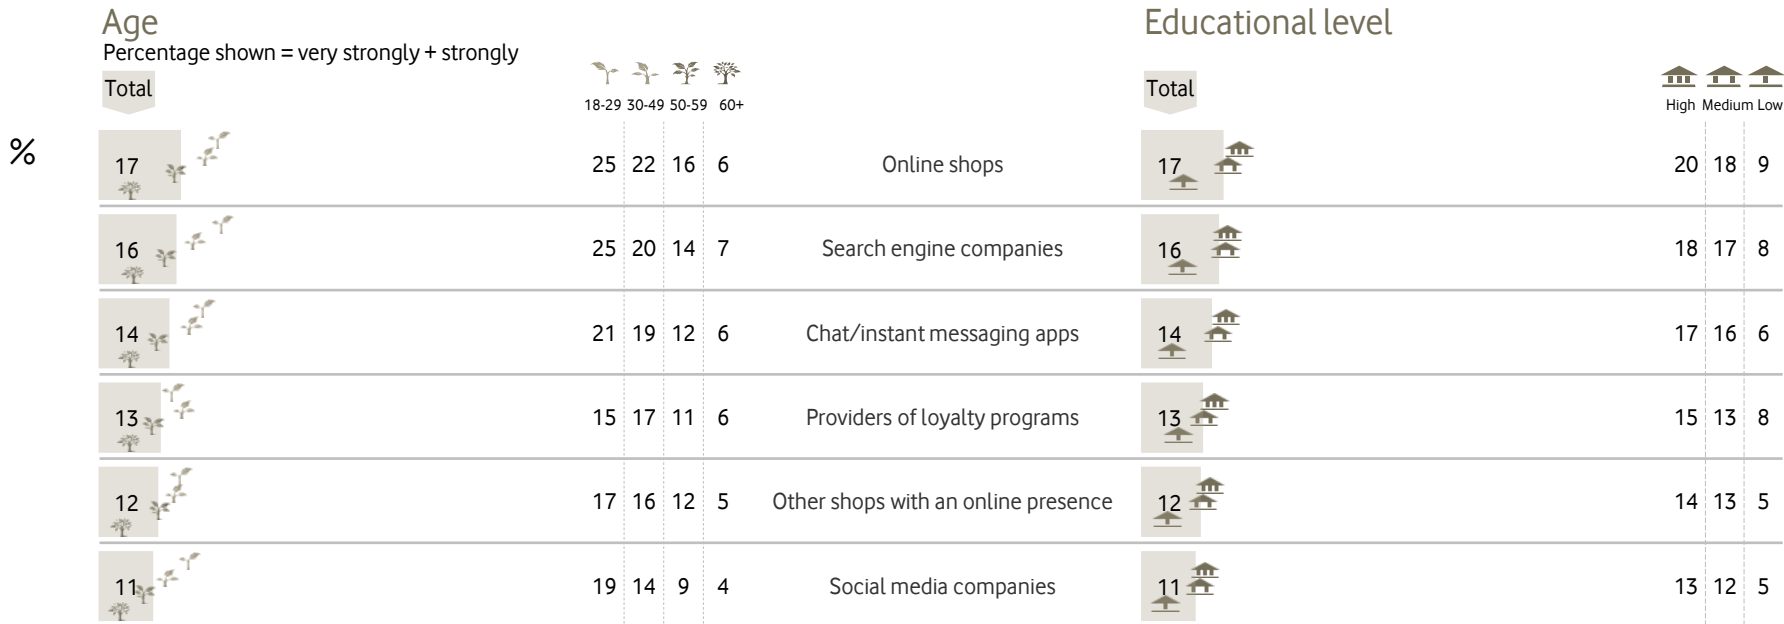 Age
Educational level
Percentage shown = very strongly + strongly
Total
18-29 30-49 50-59 60+
Total
High Medium Low
%
17 25 22 16 6 Online shops 17 20 18 9
16 25 20 14 7 Search engine companies 16 18 17 8
14 21 19 12 6 Chat/instant messaging apps 14 17 16 6
13 15 17 11 6 Providers of loyalty programs 13 15 13 8
12 17 16 12 5 Other shops with an online presence 12 14 13 5
11 19 14 9 4 Social media companies 11 13 12 5